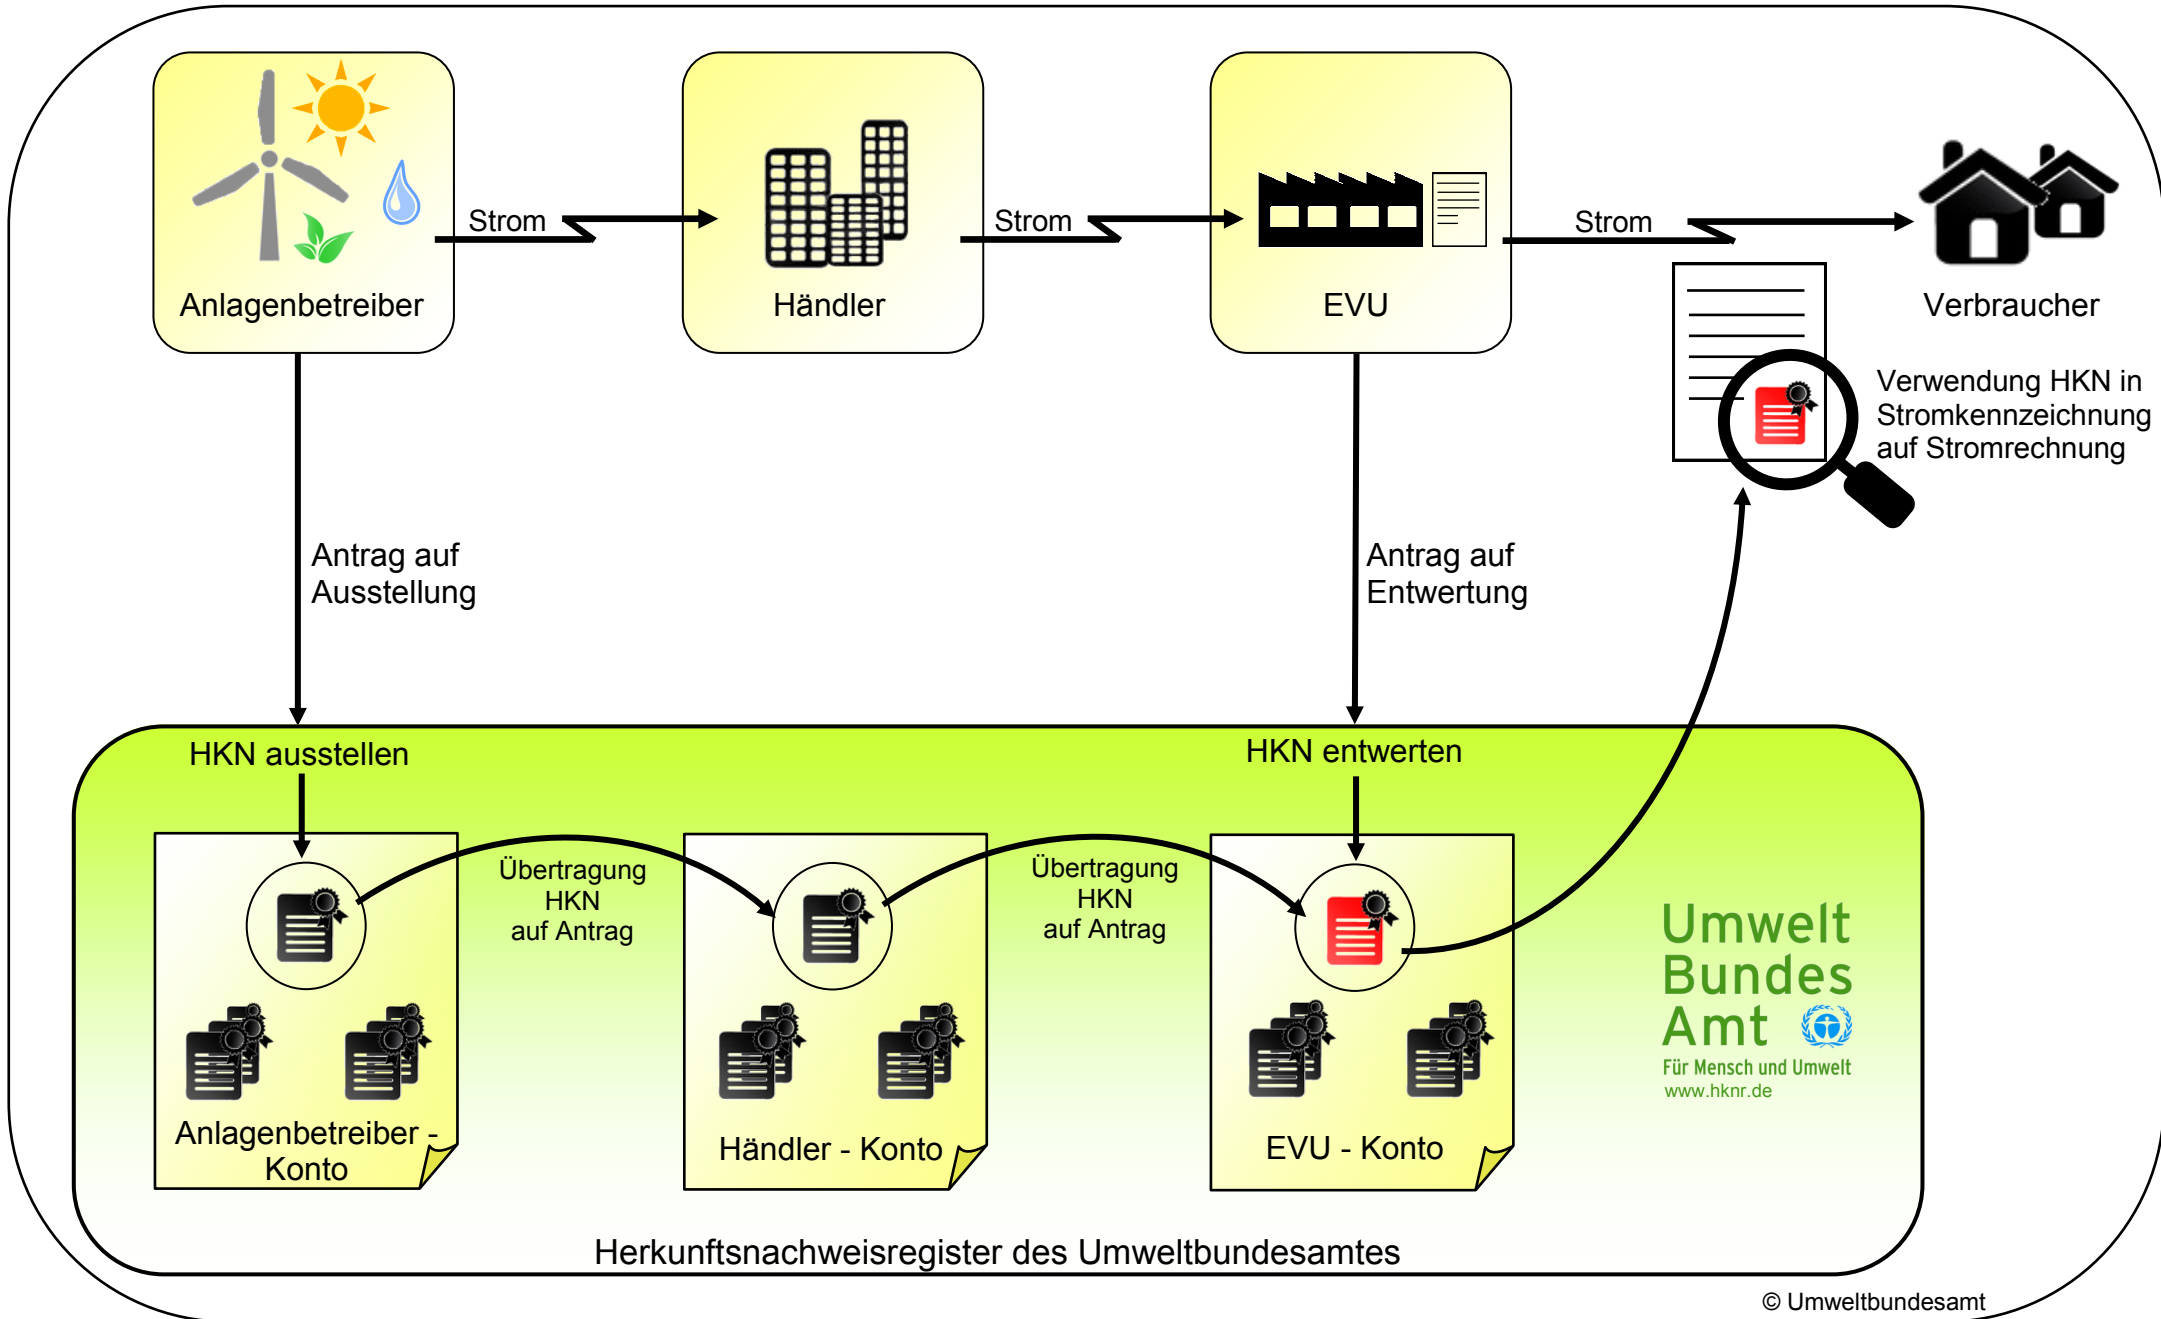 Strom
Strom
Strom
Anlagenbetreiber
Händler
EVU
Verbraucher
Verwendung HKN in
Stromkennzeichnung
auf Stromrechnung
Antrag auf
Ausstellung
Antrag auf
Entwertung
HKN ausstellen
HKN entwerten
Übertragung
HKN
auf Antrag
Übertragung
HKN
auf Antrag
Umwelt
Bundes
Amt
Für Mensch und Umwelt
www.hknr.de
Anlagenbetreiber -
Konto
Händler - Konto
EVU - Konto
Herkunftsnachweisregister des Umweltbundesamtes
© Umweltbundesamt